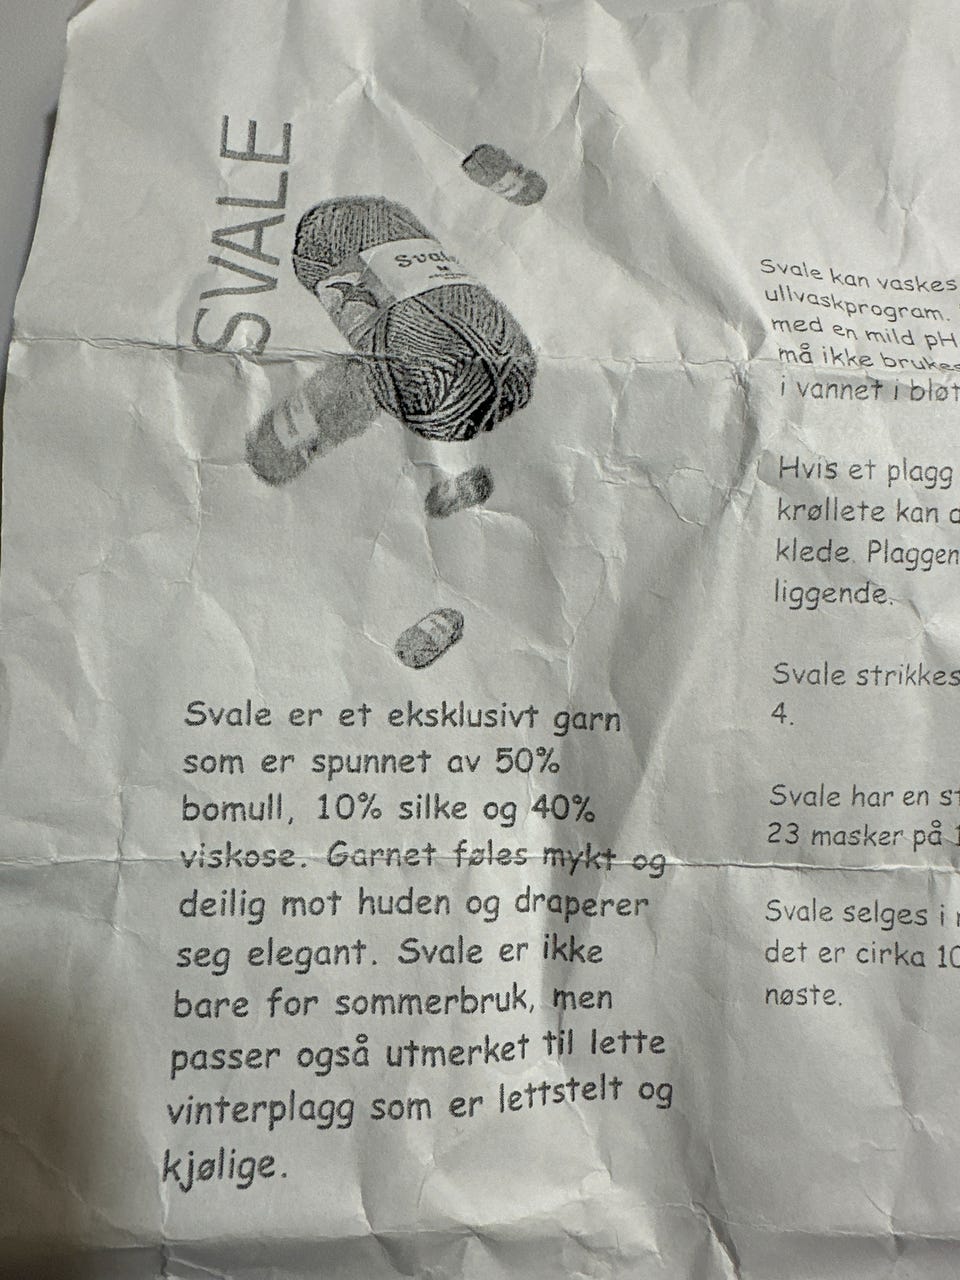 SVALE
Sval
Svale er et eksklusivt garn
som er spunnet av 50%
bomull, 10% silke og 40%
viskose. Garnet føles mykt og
deilig mot huden og draperer
seg elegant. Svale er ikke
bare for sommerbruk, men
passer også utmerket til lette
vinterplagg som er lettstelt og
kjølige.
Svale kan vaskes
ullvaskprogram.
med en mild pH
må ikke brukes
i vannet i bløt
Hvis et plagg
krøllete kan
klede. Plaggen
liggende.
Svale strikkes
4.
Svale har en st
23 masker på 1
Svale selges i
det er cirka 10
nøste.